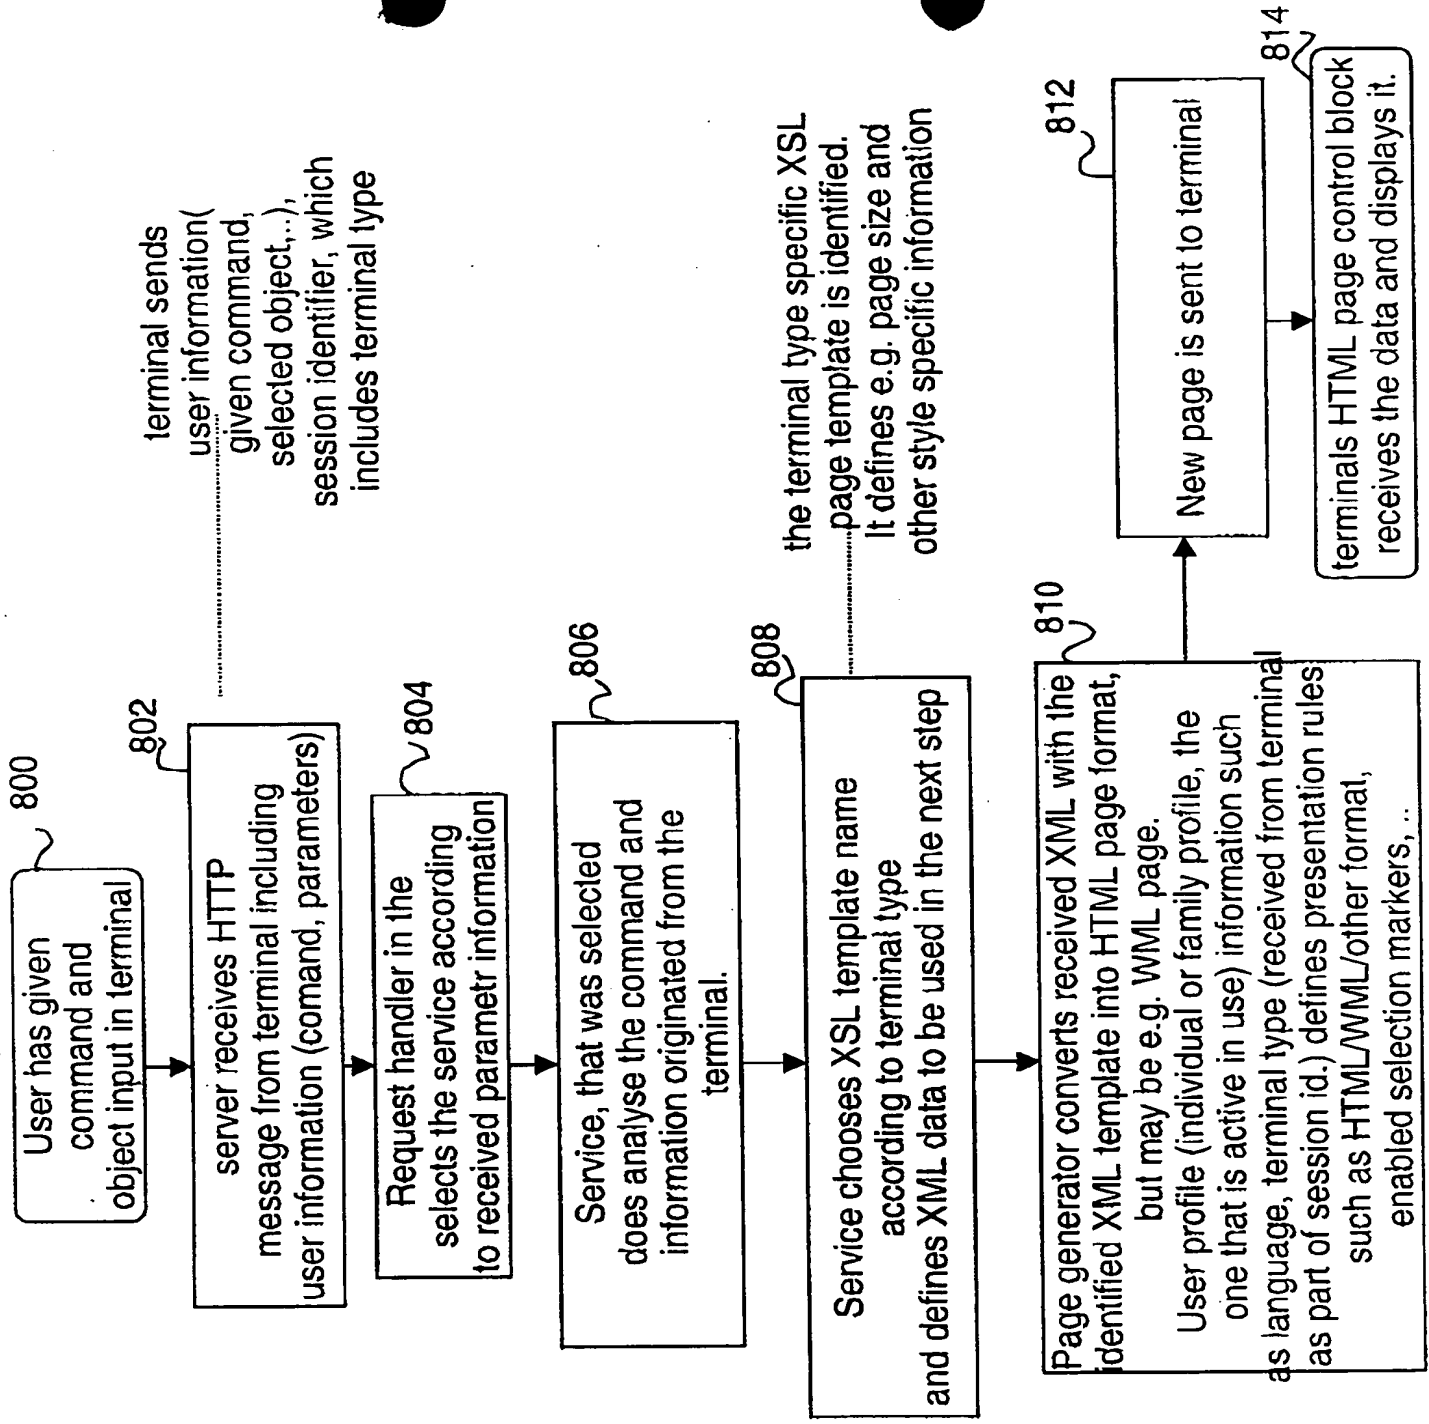 800
User has given
command and
object input in terminal
802
server receives HTTP
message from terminal including
user information (comand, parameters)
terminal sends
user information(
given command,
selected object,..),
session identifier, which
includes terminal type
804
Request handler in the
selects the service according
to received parametr information
806
Service, that was selected
does analyse the command and
information originated from the
terminal.
808
Service chooses XSL template name
according to terminal type
and defines XML data to be used in the next step
the terminal type specific XSL
page template is identified.
It defines e.g. page size and
other style specific information
810
Page generator converts received XML with the
identified XML template into HTML page format,
but may be e.g. WML page.
User profile (individual or family profile, the
one that is active in use) information such
as language, terminal type (received from terminal
as part of session id.) defines presentation rules
such as HTML/WML/other format,
enabled selection markers, ..
812
New page is sent to terminal
814
terminals HTML page control block
receives the data and displays it.